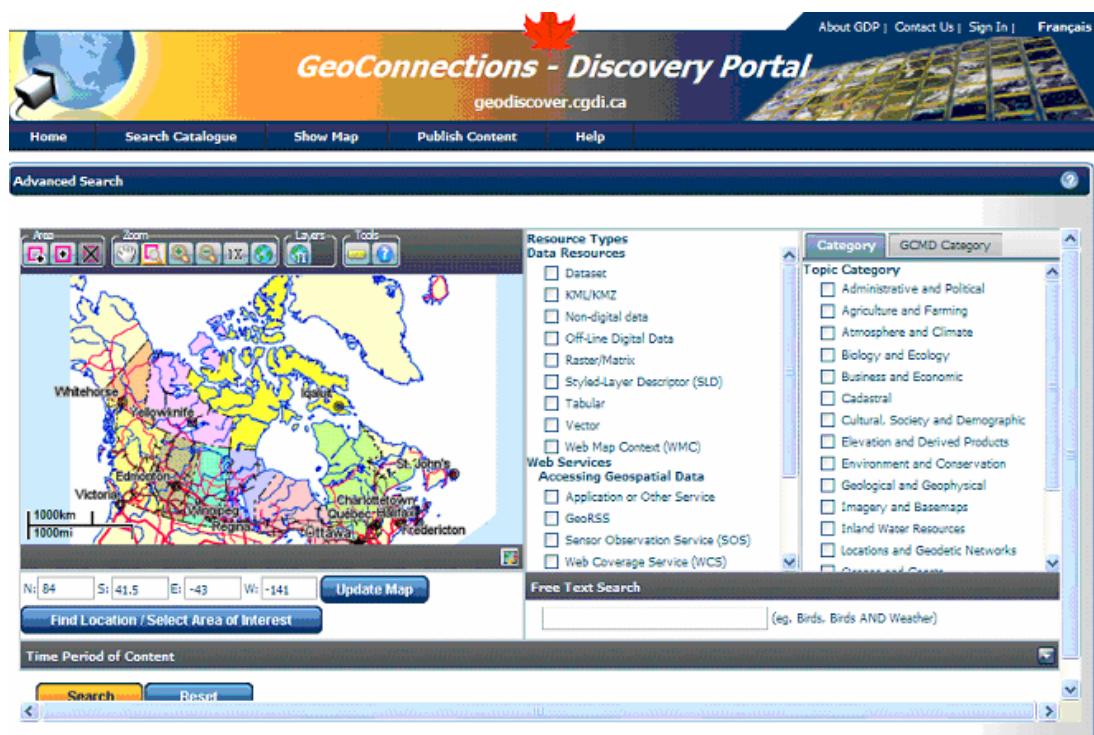 About GDP | Contact Us | Sign In | Français
GeoConnections - Discovery Portal
geodiscover.cgdi.ca
Home Search Catalogue Show Map Publish Content Help
Advanced Search
Area Zoom Layers Tools
1X
Whitehorse
Yellowknife
Iqaluit
Edmonton
Victoria
Winnipeg
Regina
Ottawa
Québec
Charlottetown
Halifax
St. John's
Fredericton
1000km
1000mi
N: 84 S: 41.5 E: -43 W: -141 Update Map
Find Location / Select Area of Interest
Resource Types
Data Resources
Dataset
KML/KMZ
Non-digital data
Off-Line Digital Data
Raster/Matrix
Styled-Layer Descriptor (SLD)
Tabular
Vector
Web Map Context (WMC)
Web Services
Accessing Geospatial Data
Application or Other Service
GeoRSS
Sensor Observation Service (SOS)
Web Coverage Service (WCS)
Category GCMD Category
Topic Category
Administrative and Political
Agriculture and Farming
Atmosphere and Climate
Biology and Ecology
Business and Economic
Cadastral
Cultural, Society and Demographic
Elevation and Derived Products
Environment and Conservation
Geological and Geophysical
Imagery and Basemaps
Inland Water Resources
Locations and Geodetic Networks
Free Text Search
(eg. Birds, Birds AND Weather)
Time Period of Content
Search Reset